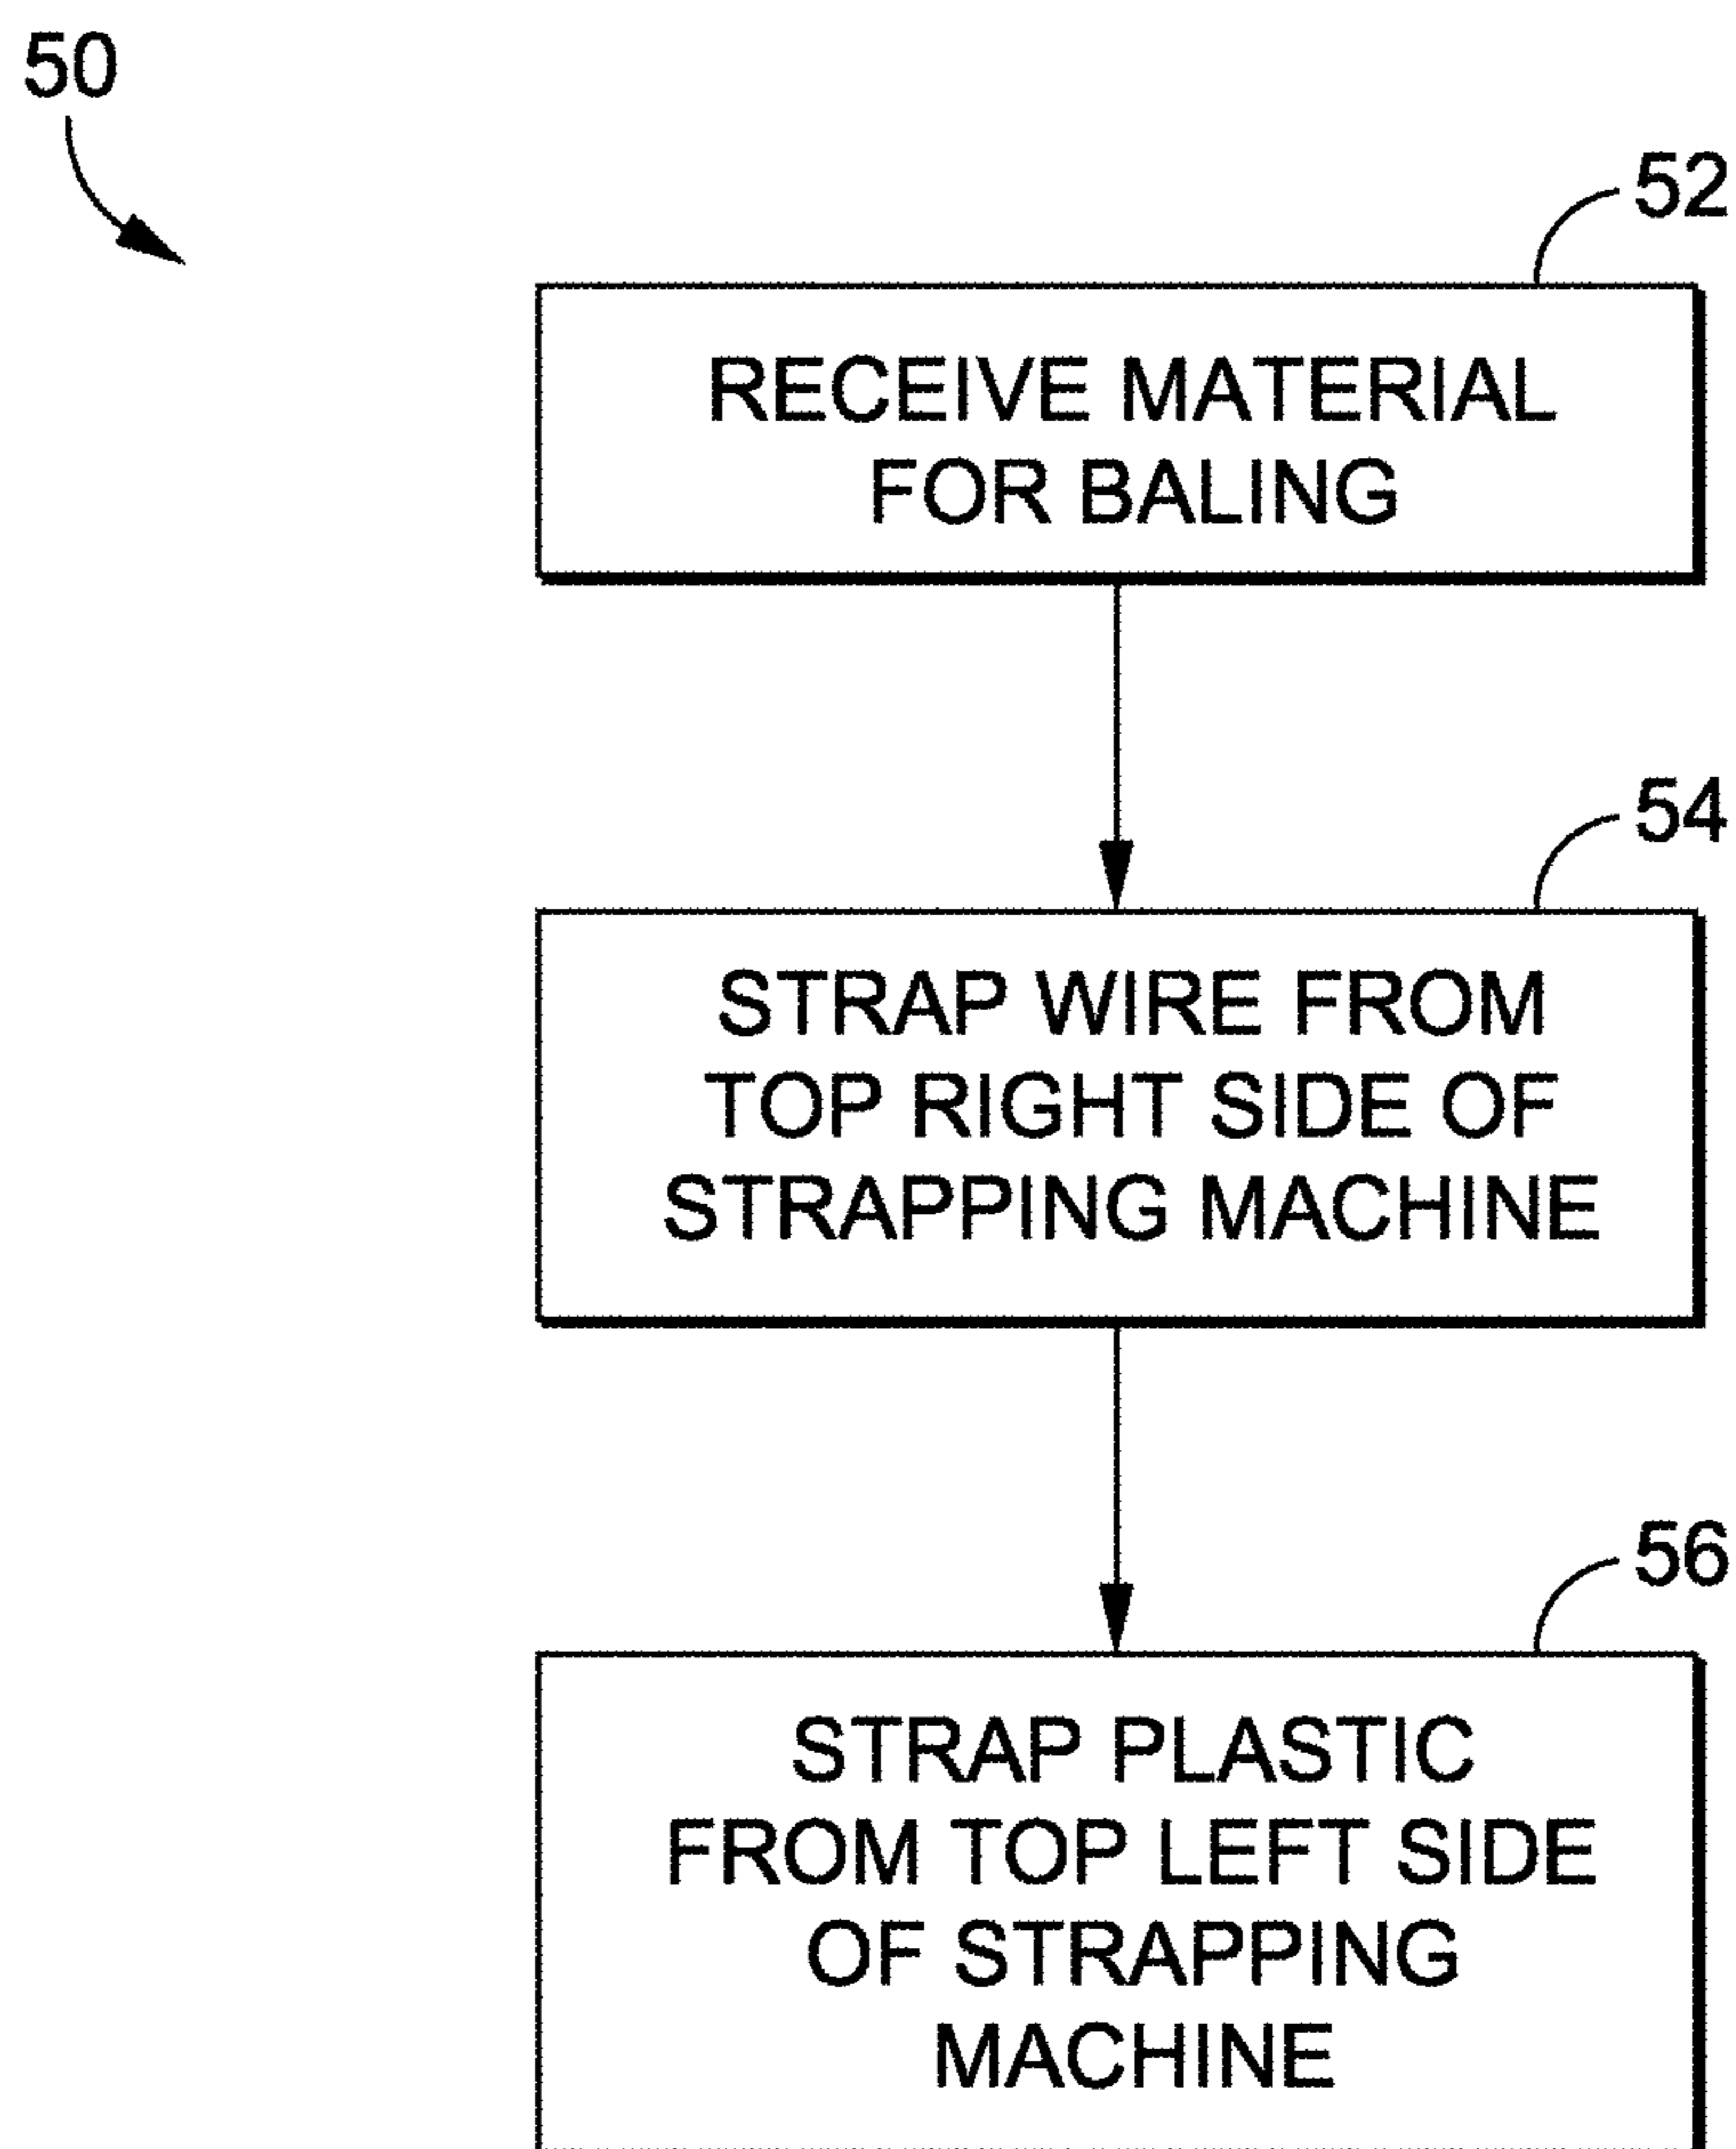 50
52
RECEIVE MATERIAL
FOR BALING
54
STRAP WIRE FROM
TOP RIGHT SIDE OF
STRAPPING MACHINE
56
STRAP PLASTIC
FROM TOP LEFT SIDE
OF STRAPPING
MACHINE